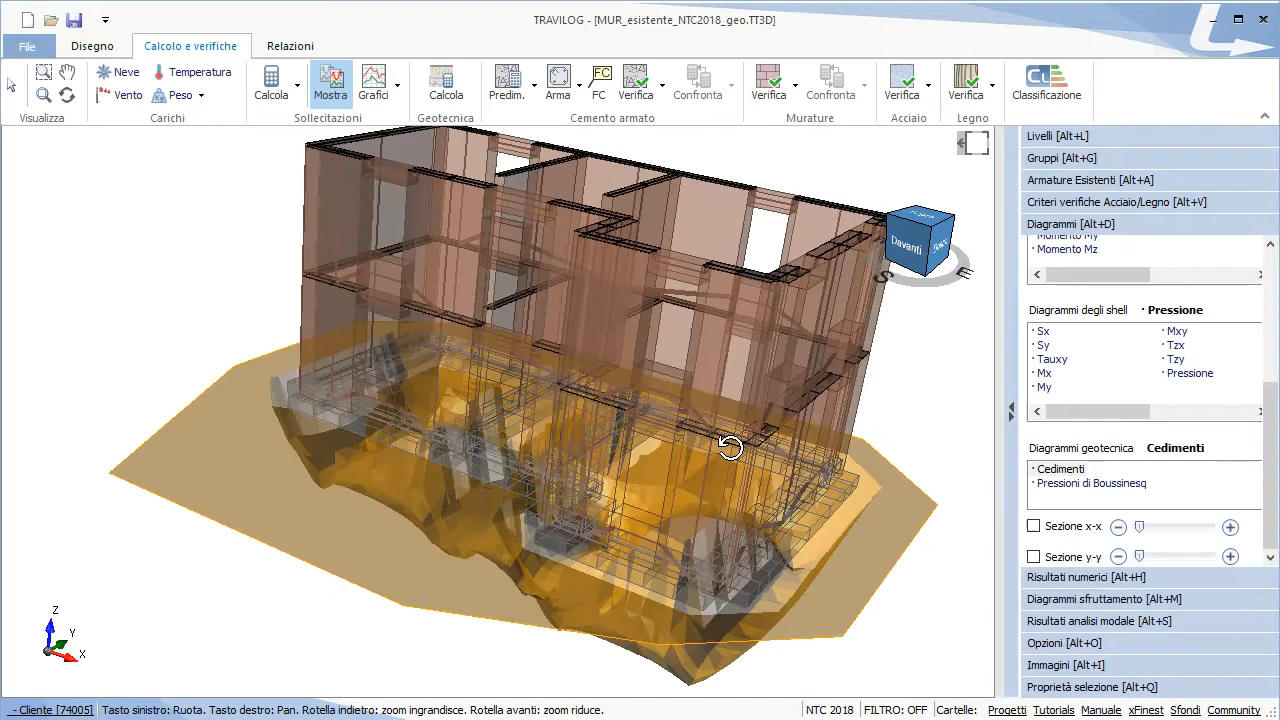 TRAVILOG - [MUR_esistente_NTC2018_geo.TT3D]
File
Disegno
Calcolo e verifiche
Relazioni
Neve
Temperatura
Vento
Peso
Calcola
Mostra
Grafici
Calcola
Predim.
Arma
FC
FC
Verifica
Confronta
Verifica
Confronta
Verifica
Verifica
Classificazione
Visualizza
Carichi
Sollecitazioni
Geotecnica
Cemento armato
Murature
Acciaio
Legno
Livelli [Alt+L]
Gruppi [Alt+G]
Armature Esistenti [Alt+A]
Criteri verifiche Acciaio/Legno [Alt+V]
Diagrammi [Alt+D]
Momento My
Momento Mz
Diagrammi degli shell · Pressione
Sx
Mxy
Sy
Tzx
Tauxy
Tzy
Mx
Pressione
My
Diagrammi geotecnica Cedimenti
Cedimenti
Pressioni di Boussinesq
Sezione x-x
Sezione y-y
Risultati numerici [Alt+H]
Diagrammi sfruttamento [Alt+M]
Risultati analisi modale [Alt+S]
Opzioni [Alt+O]
Immagini [Alt+I]
Proprietà selezione [Alt+Q]
Davanti
S
E
Z
Y
X
- Cliente [74005]
Tasto sinistro: Ruota. Tasto destro: Pan. Rotella indietro: zoom ingrandisce. Rotella avanti: zoom riduce.
NTC 2018
FILTRO: OFF
Cartelle:
Progetti
Tutorials
Manuale
xFinest
Sfondi
Community